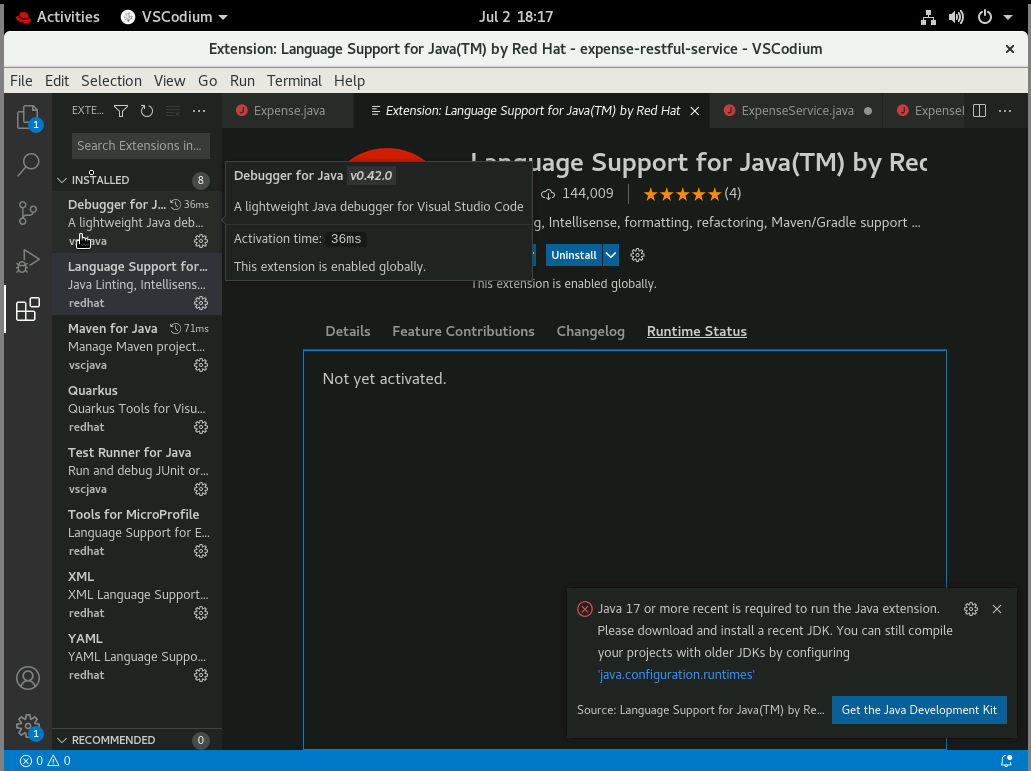 Activities VSCodium Jul 2 18:17
Extension: Language Support for Java(TM) by Red Hat - expense-restful-service - VSCodium
File Edit Selection View Go Run Terminal Help
EXTE...
Expense.java
Extension: Language Support for Java(TM) by Red Hat
ExpenseService.java
Expense
1
Search Extensions in...
INSTALLED 8
Debugger for J... 36ms
A lightweight Java deb...
Language Support for...
Java Linting, Intellisens...
redhat
Maven for Java 71ms
Manage Maven project...
vscjava
Quarkus
Quarkus Tools for Visu...
redhat
Test Runner for Java
Run and debug JUnit or...
vscjava
Tools for MicroProfile
Language Support for E...
redhat
XML
XML Language Support...
redhat
YAML
YAML Language Suppo...
redhat
RECOMMENDED 0
1
Debugger for Java v0.42.0
A lightweight Java debugger for Visual Studio Code
Activation time: 36ms
This extension is enabled globally.
Language Support for Java(TM) by Red
144,009 (4)
, Intellisense, formatting, refactoring, Maven/Gradle support ...
Uninstall
This extension is enabled globally.
Details Feature Contributions Changelog Runtime Status
Not yet activated.
Java 17 or more recent is required to run the Java extension.
Please download and install a recent JDK. You can still compile
your projects with older JDKs by configuring
'java.configuration.runtimes'
Source: Language Support for Java(TM) by Re...
Get the Java Development Kit
0 0